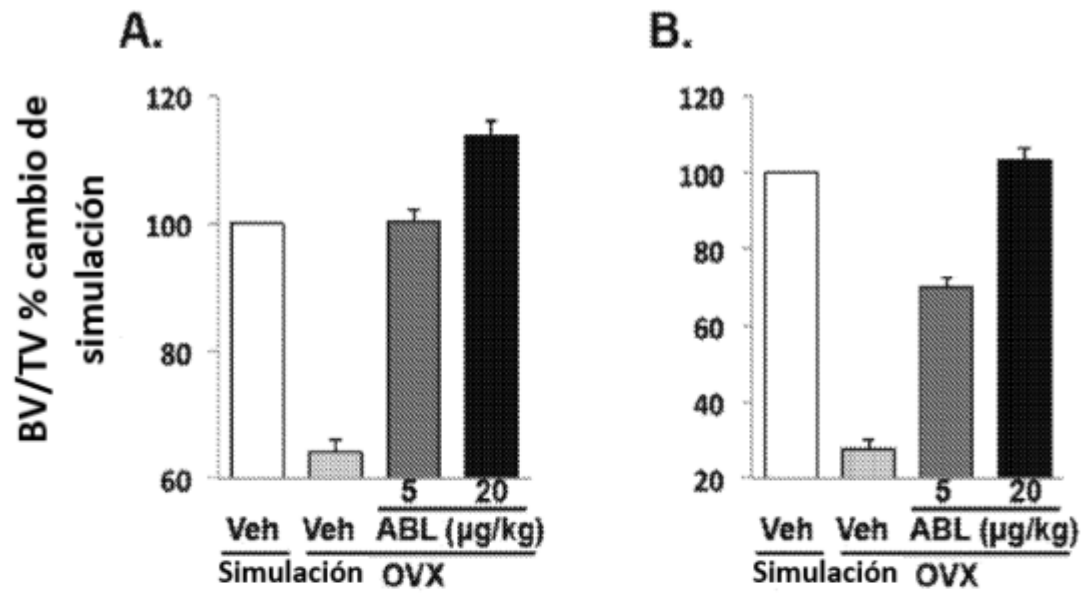 A.
BV/TV % cambio de
simulación
120
100
80
60
5 20
Veh Veh ABL (µg/kg)
Simulación OVX
B.
120
100
80
60
40
20
5 20
Veh Veh ABL (µg/kg)
Simulación OVX